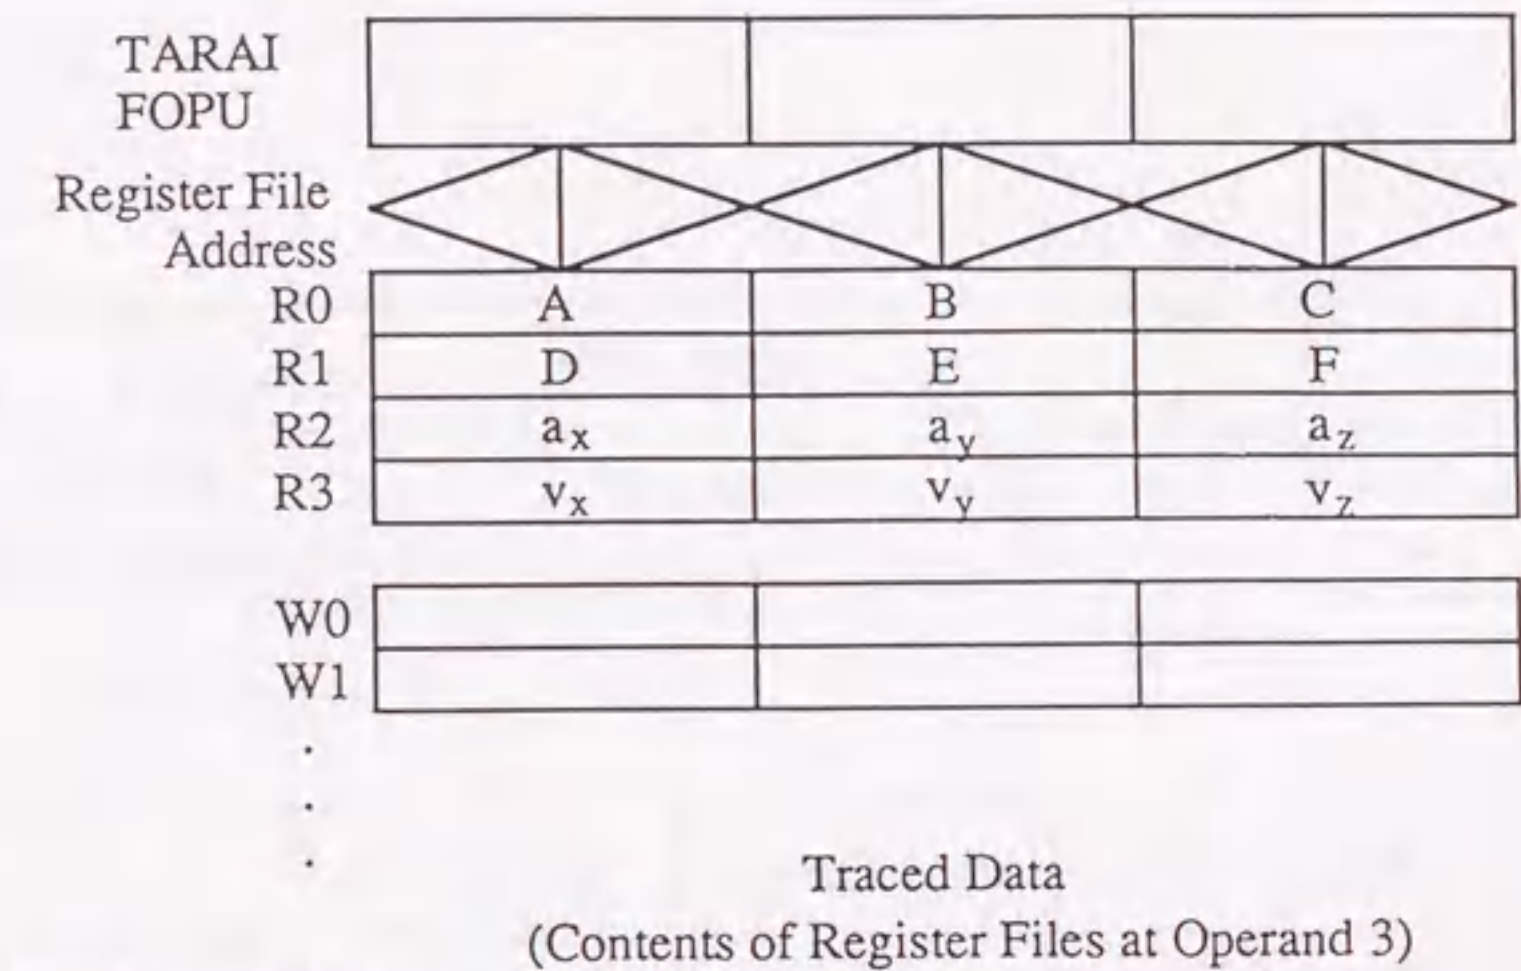 TARAI
FOPU
Register File
Address
R0 A B C
R1 D E F
R2 a_x a_y a_z
R3 v_x v_y v_z
W0
W1
.
.
.
Traced Data
(Contents of Register Files at Operand 3)